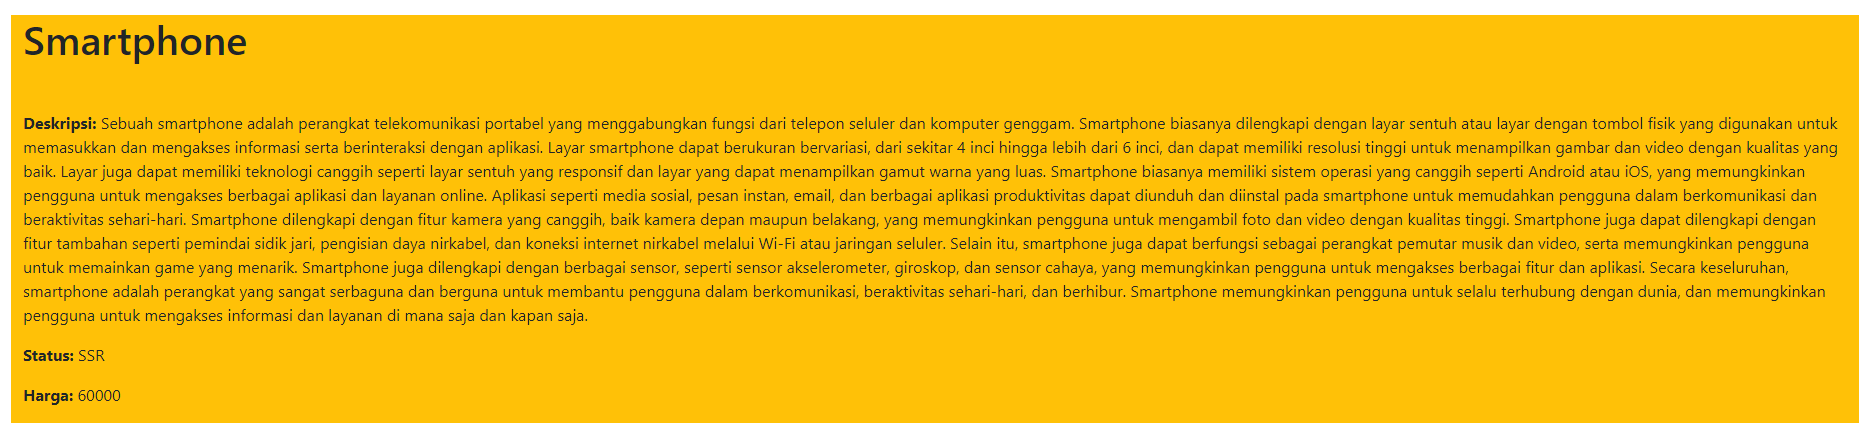 Smartphone
Deskripsi: Sebuah smartphone adalah perangkat telekomunikasi portabel yang menggabungkan fungsi dari telepon seluler dan komputer genggam. Smartphone biasanya dilengkapi dengan layar sentuh atau layar dengan tombol fisik yang digunakan untuk
memasukkan dan mengakses informasi serta berinteraksi dengan aplikasi. Layar smartphone dapat berukuran bervariasi, dari sekitar 4 inci hingga lebih dari 6 inci, dan dapat memiliki resolusi tinggi untuk menampilkan gambar dan video dengan kualitas yang
baik. Layar juga dapat memiliki teknologi canggih seperti layar sentuh yang responsif dan layar yang dapat menampilkan gamut warna yang luas. Smartphone biasanya memiliki sistem operasi yang canggih seperti Android atau iOS, yang memungkinkan
pengguna untuk mengakses berbagai aplikasi dan layanan online. Aplikasi seperti media sosial, pesan instan, email, dan berbagai aplikasi produktivitas dapat diunduh dan diinstal pada smartphone untuk memudahkan pengguna dalam berkomunikasi dan
beraktivitas sehari-hari. Smartphone dilengkapi dengan fitur kamera yang canggih, baik kamera depan maupun belakang, yang memungkinkan pengguna untuk mengambil foto dan video dengan kualitas tinggi. Smartphone juga dapat dilengkapi dengan
fitur tambahan seperti pemindai sidik jari, pengisian daya nirkabel, dan koneksi internet nirkabel melalui Wi-Fi atau jaringan seluler. Selain itu, smartphone juga dapat berfungsi sebagai perangkat pemutar musik dan video, serta memungkinkan pengguna
untuk memainkan game yang menarik. Smartphone juga dilengkapi dengan berbagai sensor, seperti sensor akselerometer, giroskop, dan sensor cahaya, yang memungkinkan pengguna untuk mengakses berbagai fitur dan aplikasi. Secara keseluruhan,
smartphone adalah perangkat yang sangat serbaguna dan berguna untuk membantu pengguna dalam berkomunikasi, beraktivitas sehari-hari, dan berhibur. Smartphone memungkinkan pengguna untuk selalu terhubung dengan dunia, dan memungkinkan
pengguna untuk mengakses informasi dan layanan di mana saja dan kapan saja.
Status: SSR
Harga: 60000